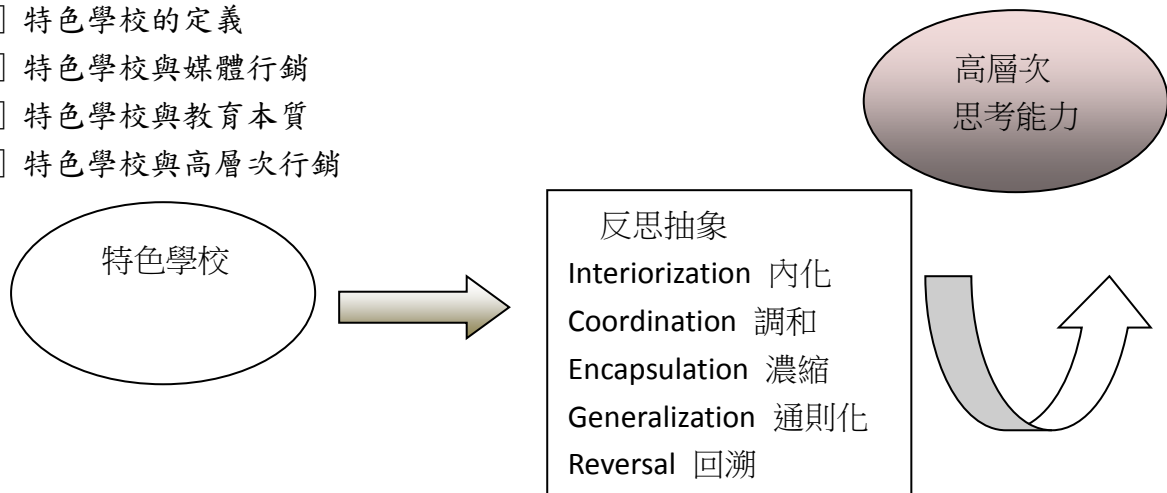 特色學校的定義
特色學校與媒體行銷
特色學校與教育本質
特色學校與高層次行銷
高層次
思考能力
特色學校
反思抽象
Interiorization 內化
Coordination 調和
Encapsulation 濃縮
Generalization 通則化
Reversal 回溯